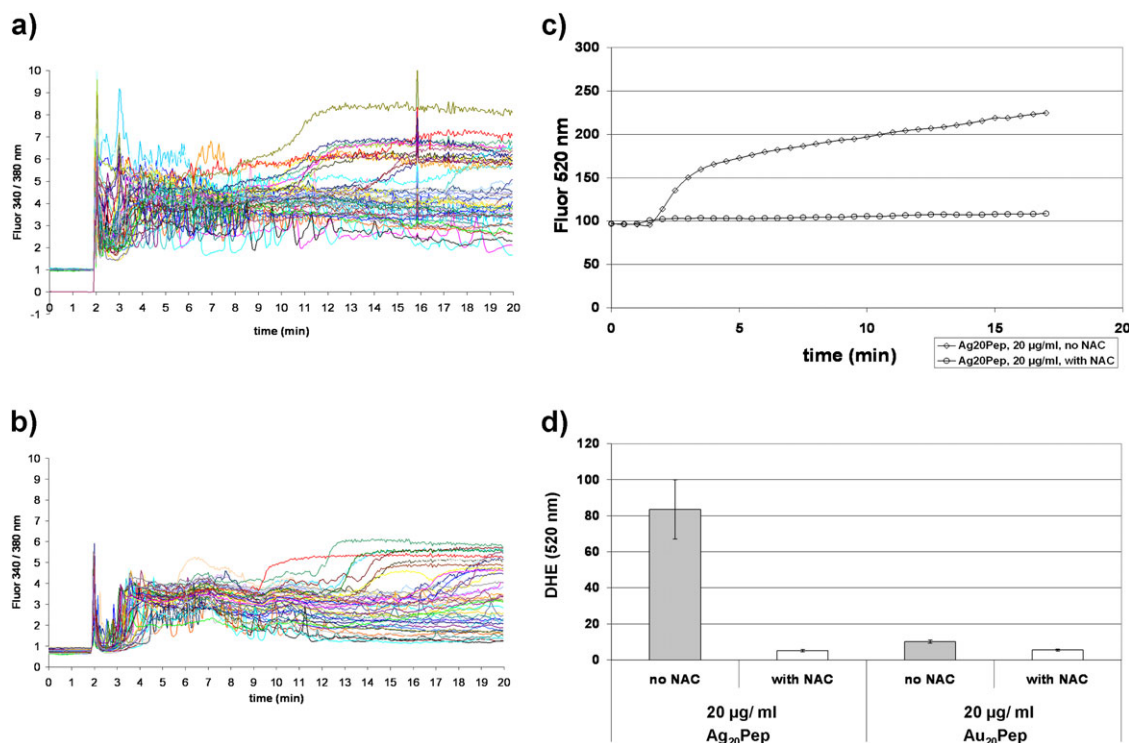 a)
10
9
8
7
6
5
4
3
2
1
0
-1
Fluor 340 / 380 nm
0 1 2 3 4 5 6 7 8 9 10 11 12 13 14 15 16 17 18 19 20
time (min)
b)
10
9
8
7
6
5
4
3
2
1
0
Fluor 340 / 380 nm
0 1 2 3 4 5 6 7 8 9 10 11 12 13 14 15 16 17 18 19 20
time (min)
c)
300
250
200
150
100
50
0
Fluor 520 nm
0 5 10 15 20
time (min)
Ag20Pep, 20 µg/ml, no NAC
Ag20Pep, 20 µg/ml, with NAC
d)
120
100
80
60
40
20
0
DHE (520 nm)
no NAC with NAC no NAC with NAC
20 µg/ ml 20 µg/ ml
Ag₂₀Pep Au₂₀Pep